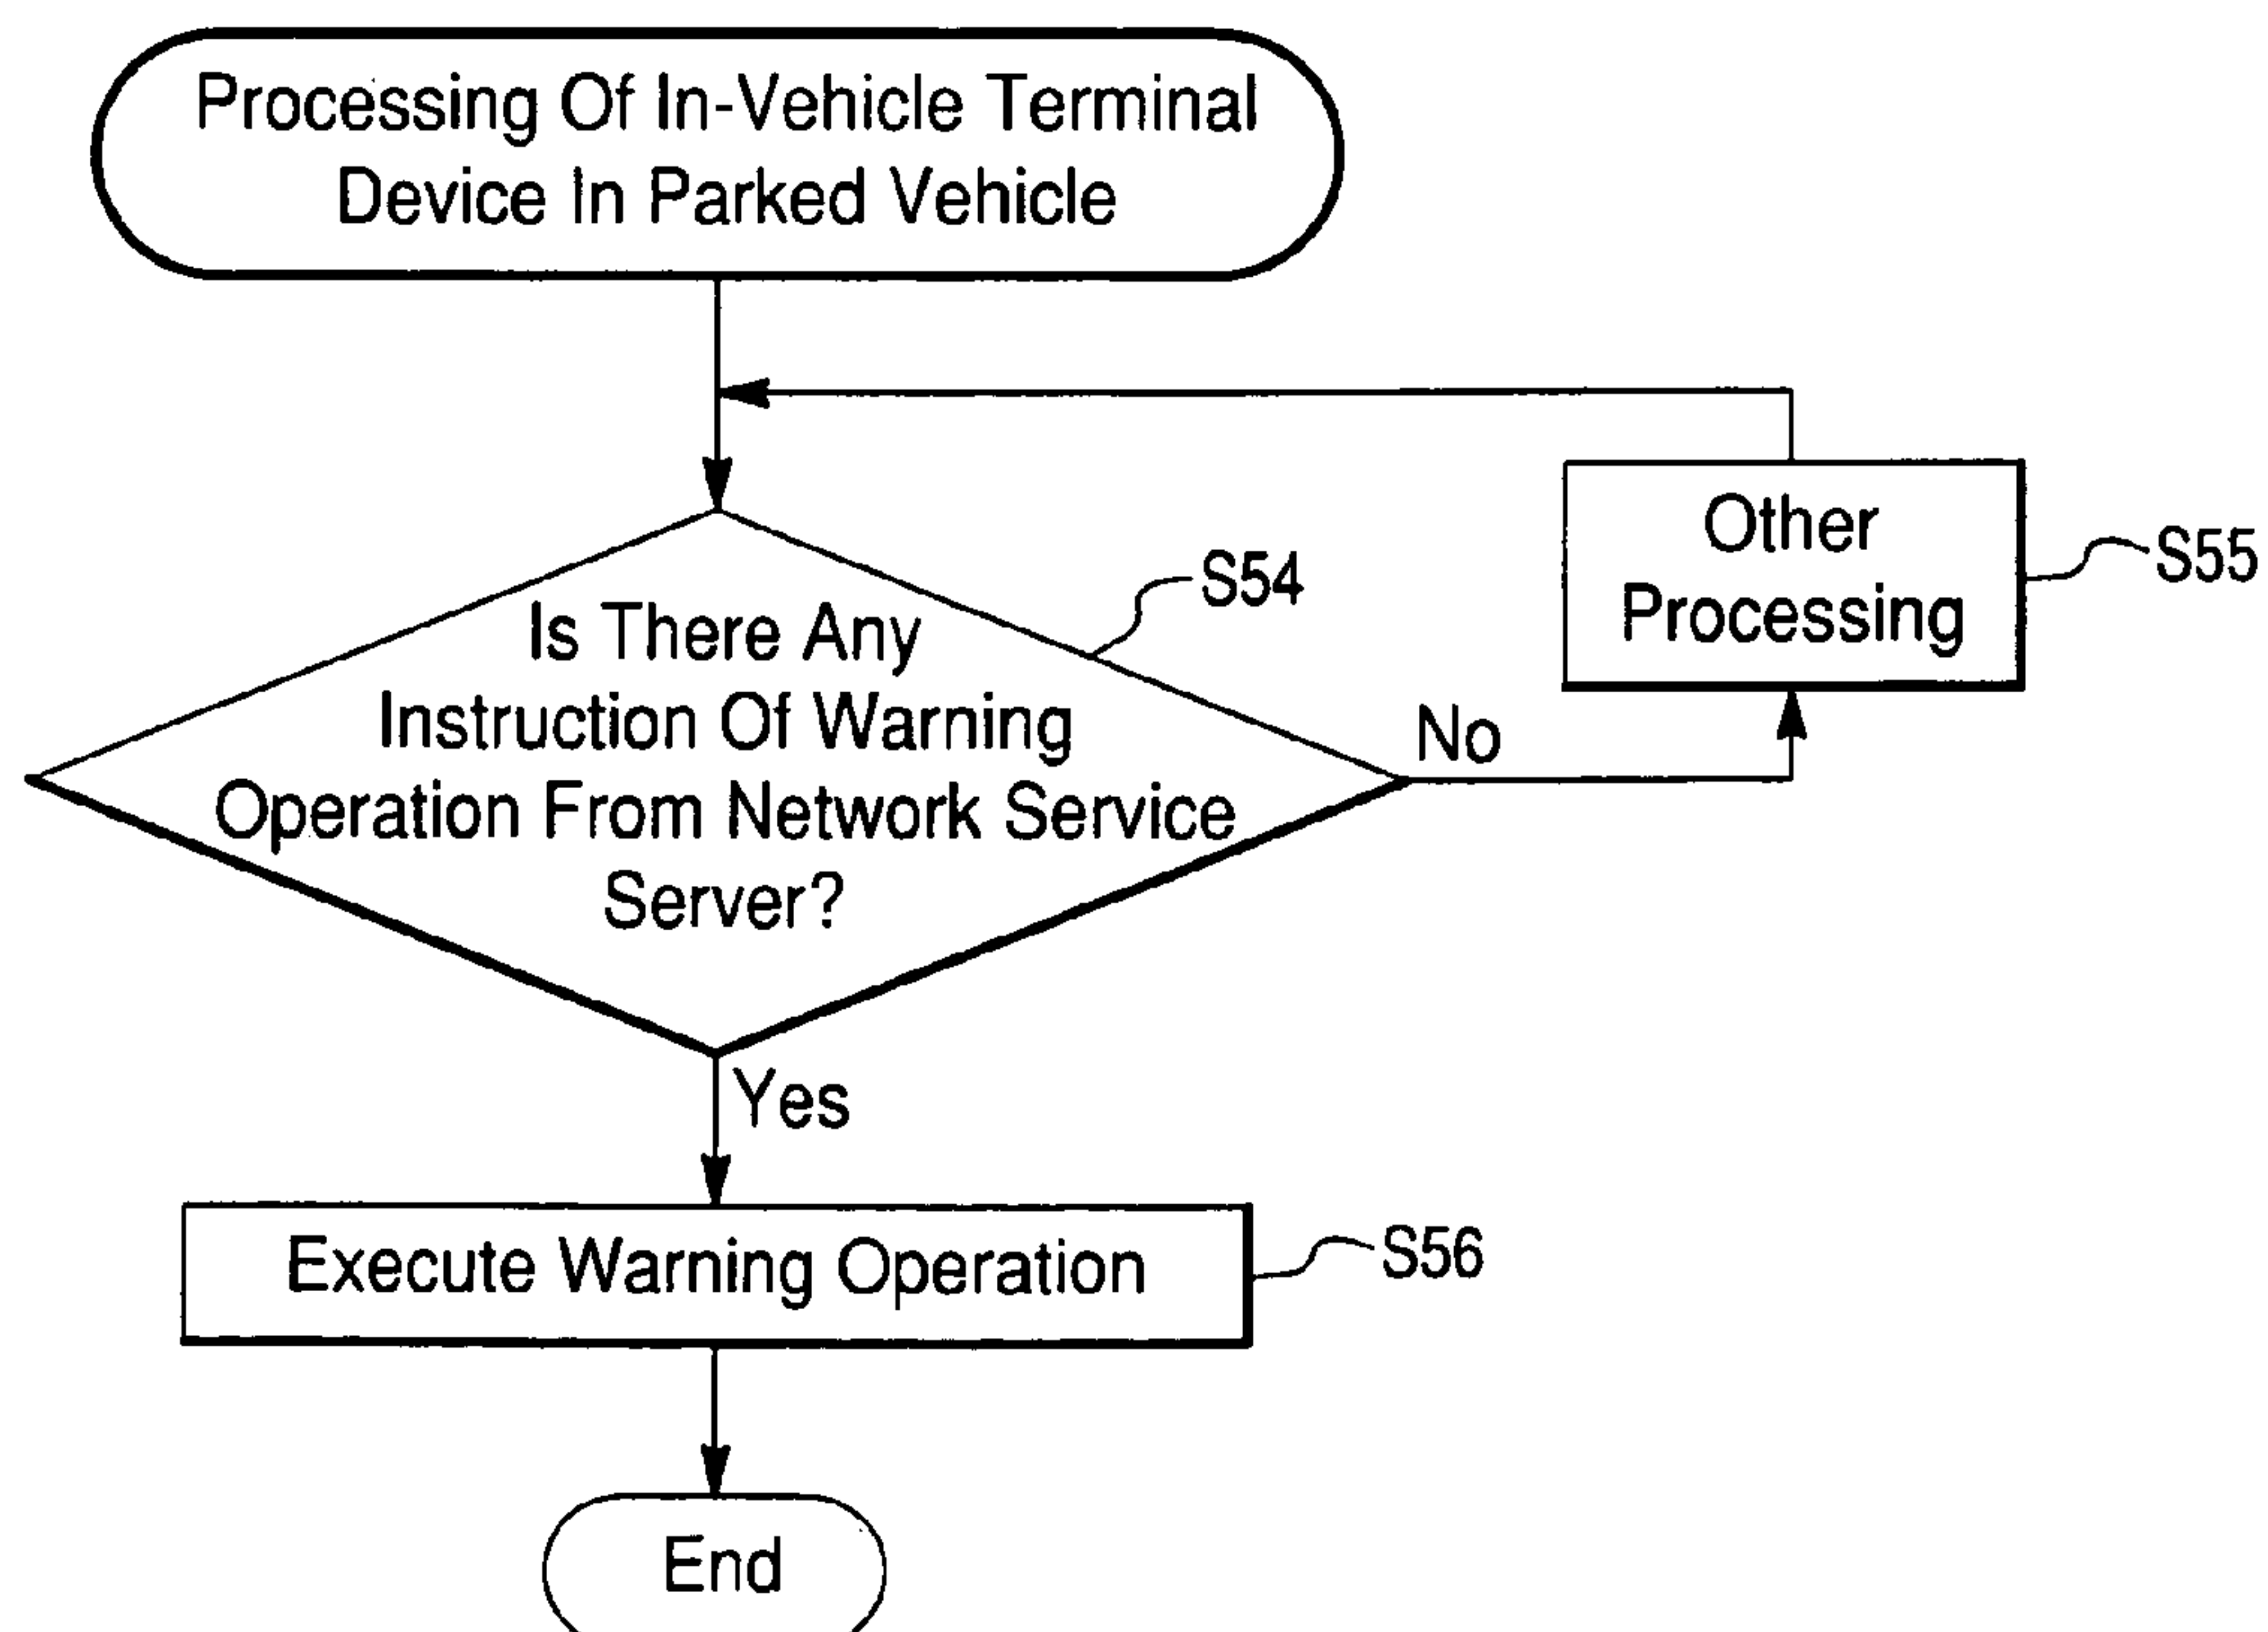 Processing Of In-Vehicle Terminal
Device In Parked Vehicle
Other
Processing
S55
S54
Is There Any
Instruction Of Warning
Operation From Network Service
Server?
No
Yes
Execute Warning Operation
S56
End